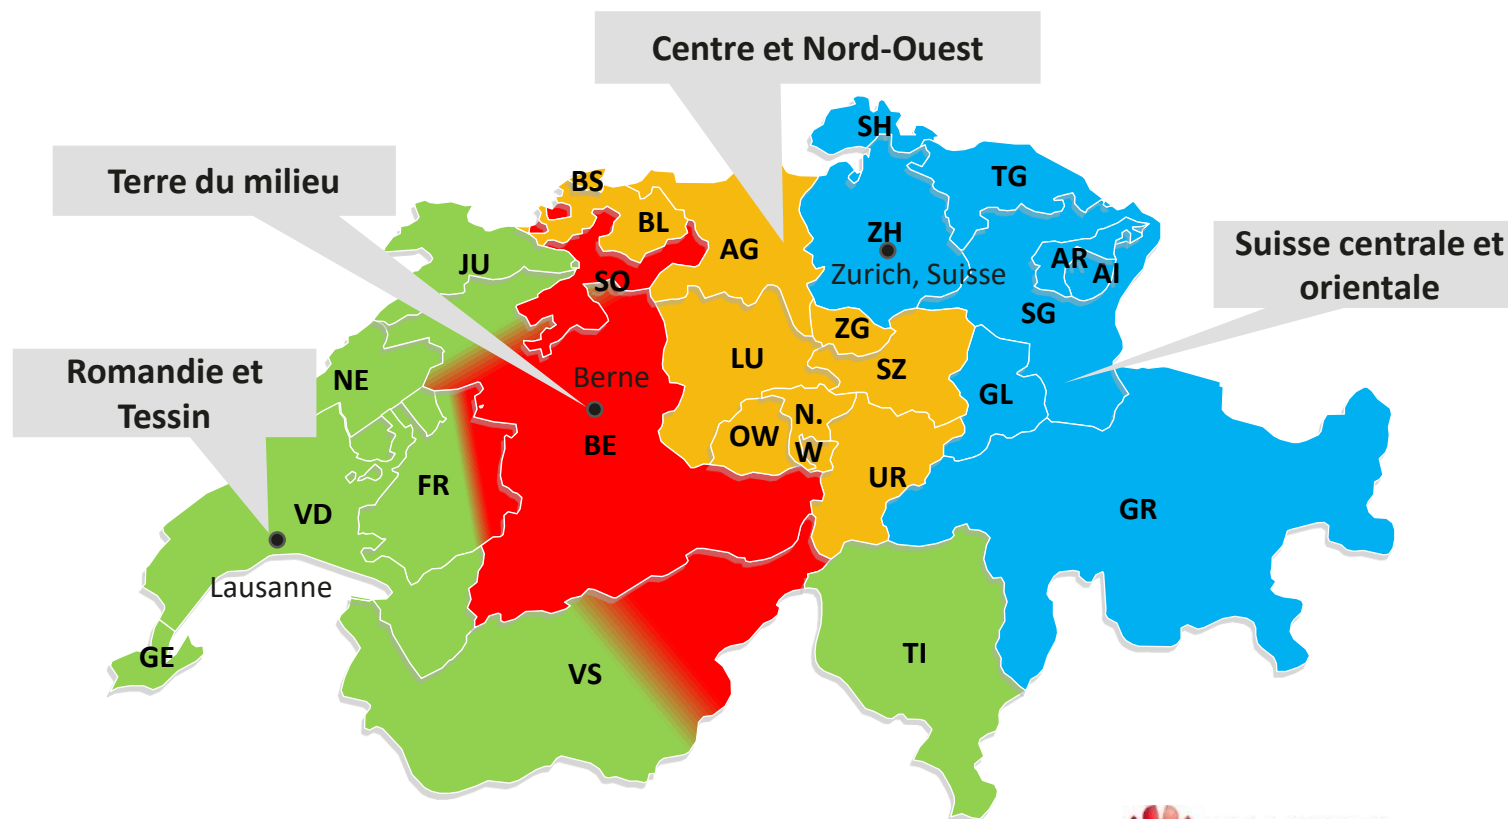 Centre et Nord-Ouest
SH
Terre du milieu
BS
TG
BL
ZH
AG
Suisse centrale et
orientale
AR
AI
JU
Zurich, Suisse
SO
SG
ZG
LU
SZ
Romandie et
Tessin
NE
Berne
GL
N.
W
OW
BE
UR
FR
GR
VD
Lausanne
GE
TI
VS